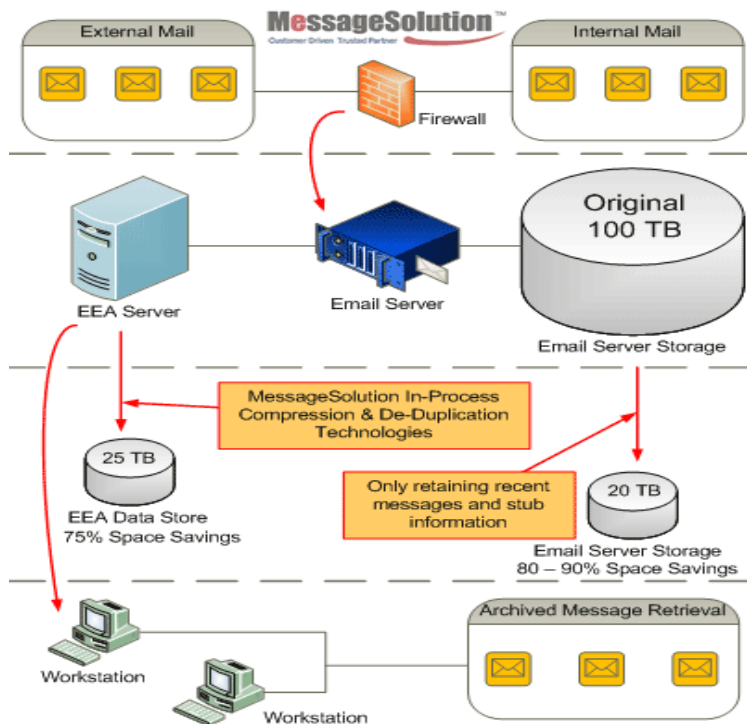 MessageSolution™
Customer Driven Trusted Partner
External Mail
Internal Mail
Firewall
Original
100 TB
EEA Server
Email Server
Email Server Storage
MessageSolution In-Process
Compression & De-Duplication
Technologies
25 TB
EEA Data Store
75% Space Savings
Only retaining recent
messages and stub
information
20 TB
Email Server Storage
80 – 90% Space Savings
Archived Message Retrieval
Workstation
Workstation